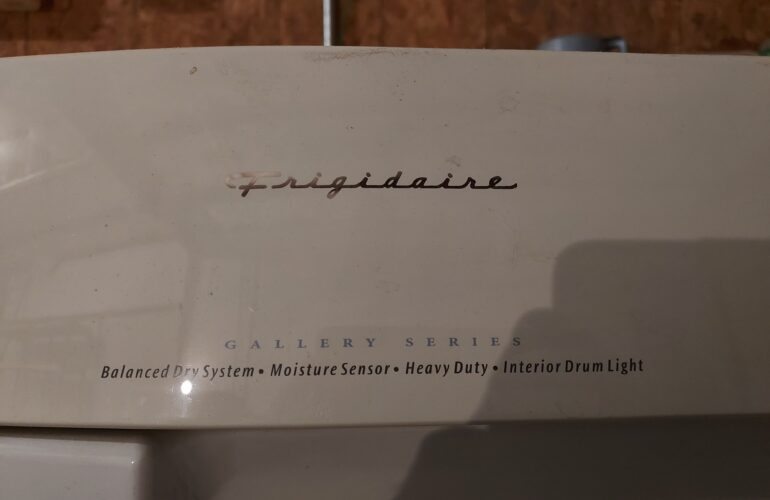 Frigidaire
GALLERY SERIES
Balanced Dry System • Moisture Sensor • Heavy Duty • Interior Drum Light